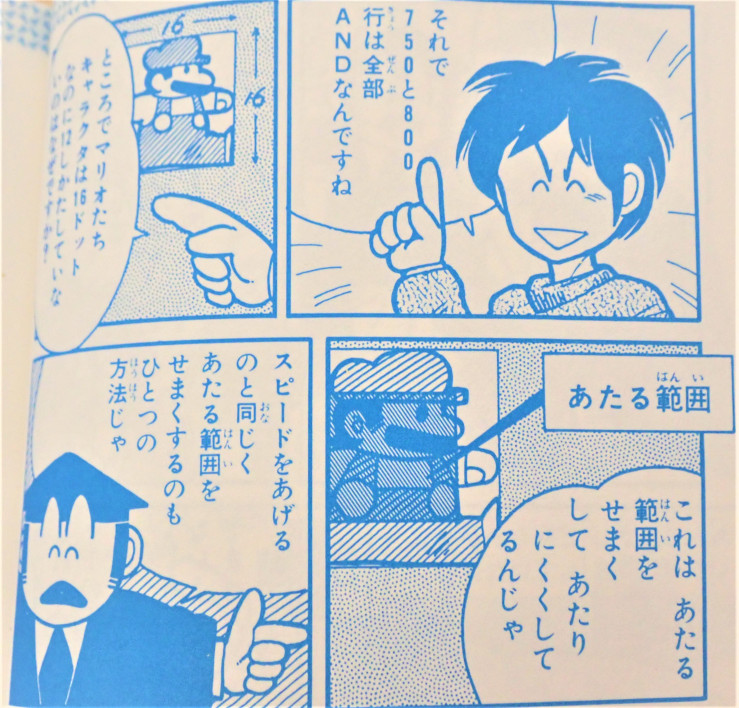 それで
750と800
行は全部
ANDなんですね
16
16
ところでマリオたち
キャラクタは16ドット
なのに12しかたしていな
いのはなぜですか？
あたる範囲
これは あたる
範囲を
せまく
して あたり
にくくして
るんじゃ
スピードをあげる
のと同じく
あたる範囲を
せまくするのも
ひとつの
方法じゃ